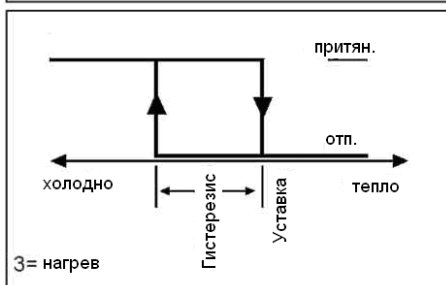 притян.
отп.
холодно
тепло
Гистерезис
Уставка
3= нагрев